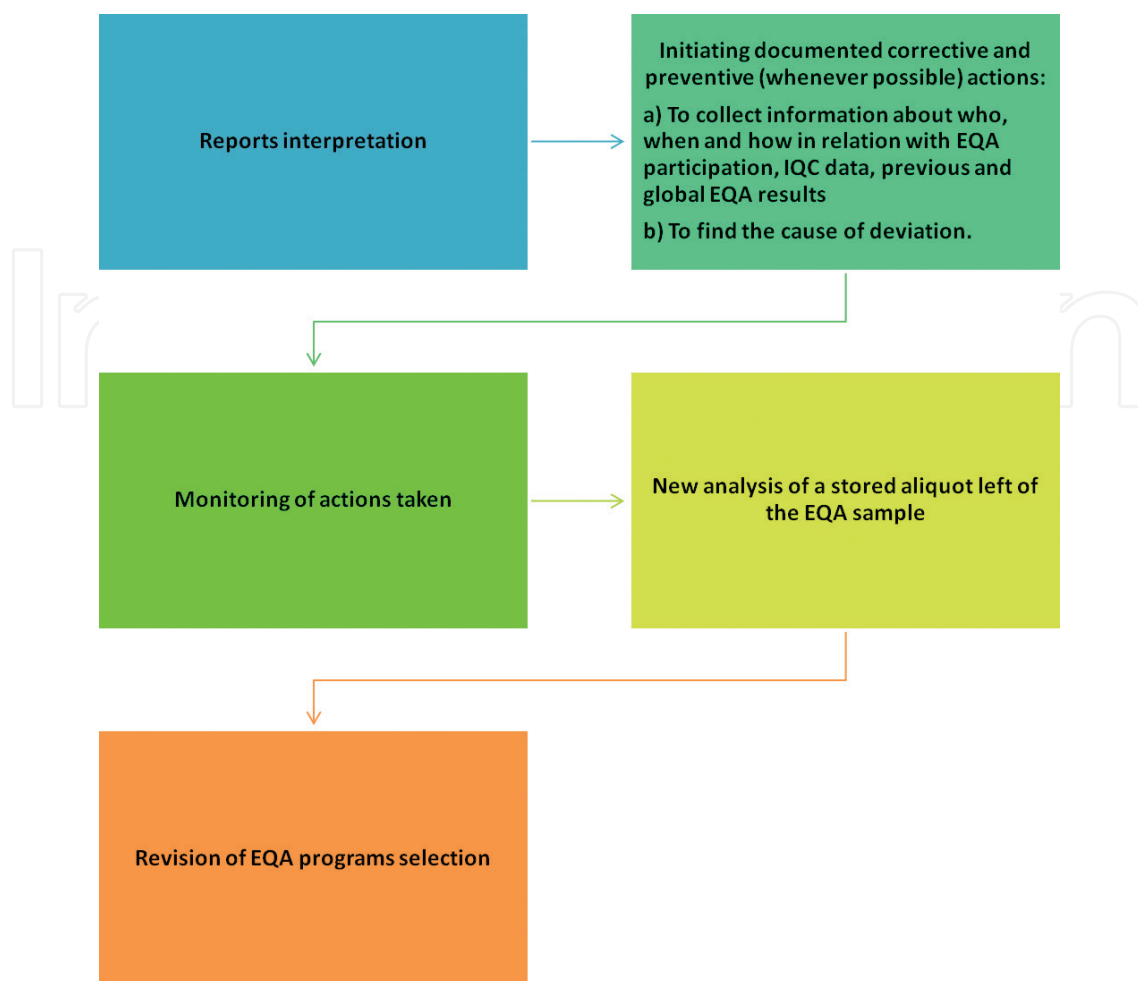 Reports interpretation
Initiating documented corrective and
preventive (whenever possible) actions:
a) To collect information about who,
when and how in relation with EQA
participation, IQC data, previous and
global EQA results
b) To find the cause of deviation.
Monitoring of actions taken
New analysis of a stored aliquot left of
the EQA sample
Revision of EQA programs selection